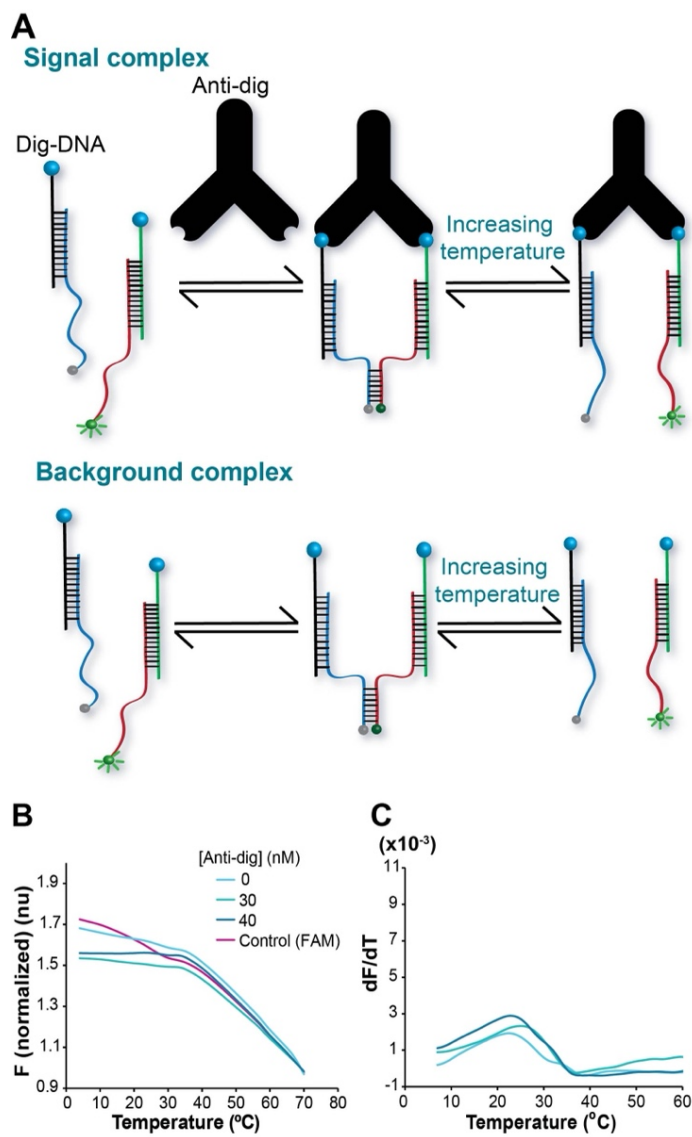 A
Signal complex
Anti-dig
Dig-DNA
Increasing
temperature
Background complex
Increasing
temperature
B
[Anti-dig] (nM)
0
30
40
Control (FAM)
F (normalized) (nu)
1.9
1.7
1.5
1.3
1.1
0.9
0 10 20 30 40 50 60 70 80
Temperature (ºC)
C
(x10-3)
dF/dT
11
9
7
5
3
1
-1
0 10 20 30 40 50 60
Temperature (°C)